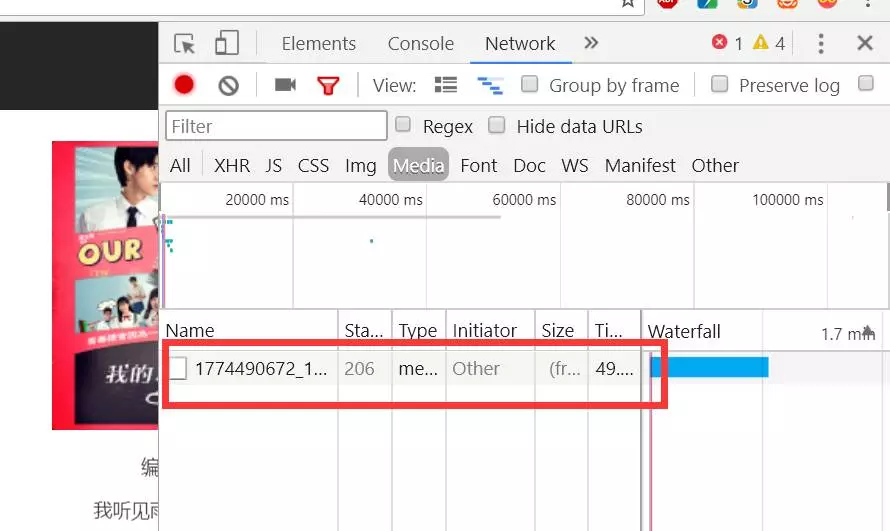 Elements Console Network 1 4
View: Group by frame Preserve log
Filter Regex Hide data URLs
All XHR JS CSS Img Media Font Doc WS Manifest Other
20000 ms 40000 ms 60000 ms 80000 ms 100000 ms
OUR
我的
Name Sta... Type Initiator Size Ti... Waterfall 1.7 min
1774490672_1... 206 me... Other (fr... 49....
编
我听见雨